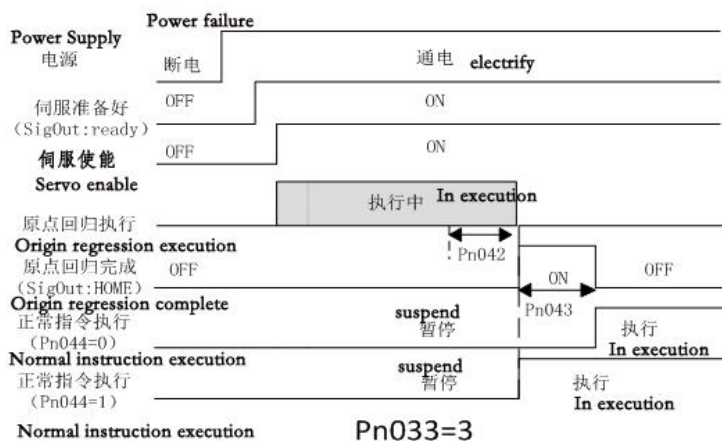 Power failure
Power Supply
电源
断电
通电 electrify
伺服准备好
(SigOut:ready)
OFF
ON
伺服使能
OFF
ON
Servo enable
执行中 In execution
原点回归执行
Origin regression execution
Pn042
原点回归完成
(SigOut:HOME)
OFF
ON
OFF
Origin regression complete
Pn043
正常指令执行
(Pn044=0)
suspend
暂停
执行
In execution
Normal instruction execution
正常指令执行
(Pn044=1)
suspend
暂停
执行
In execution
Normal instruction execution
Pn033=3